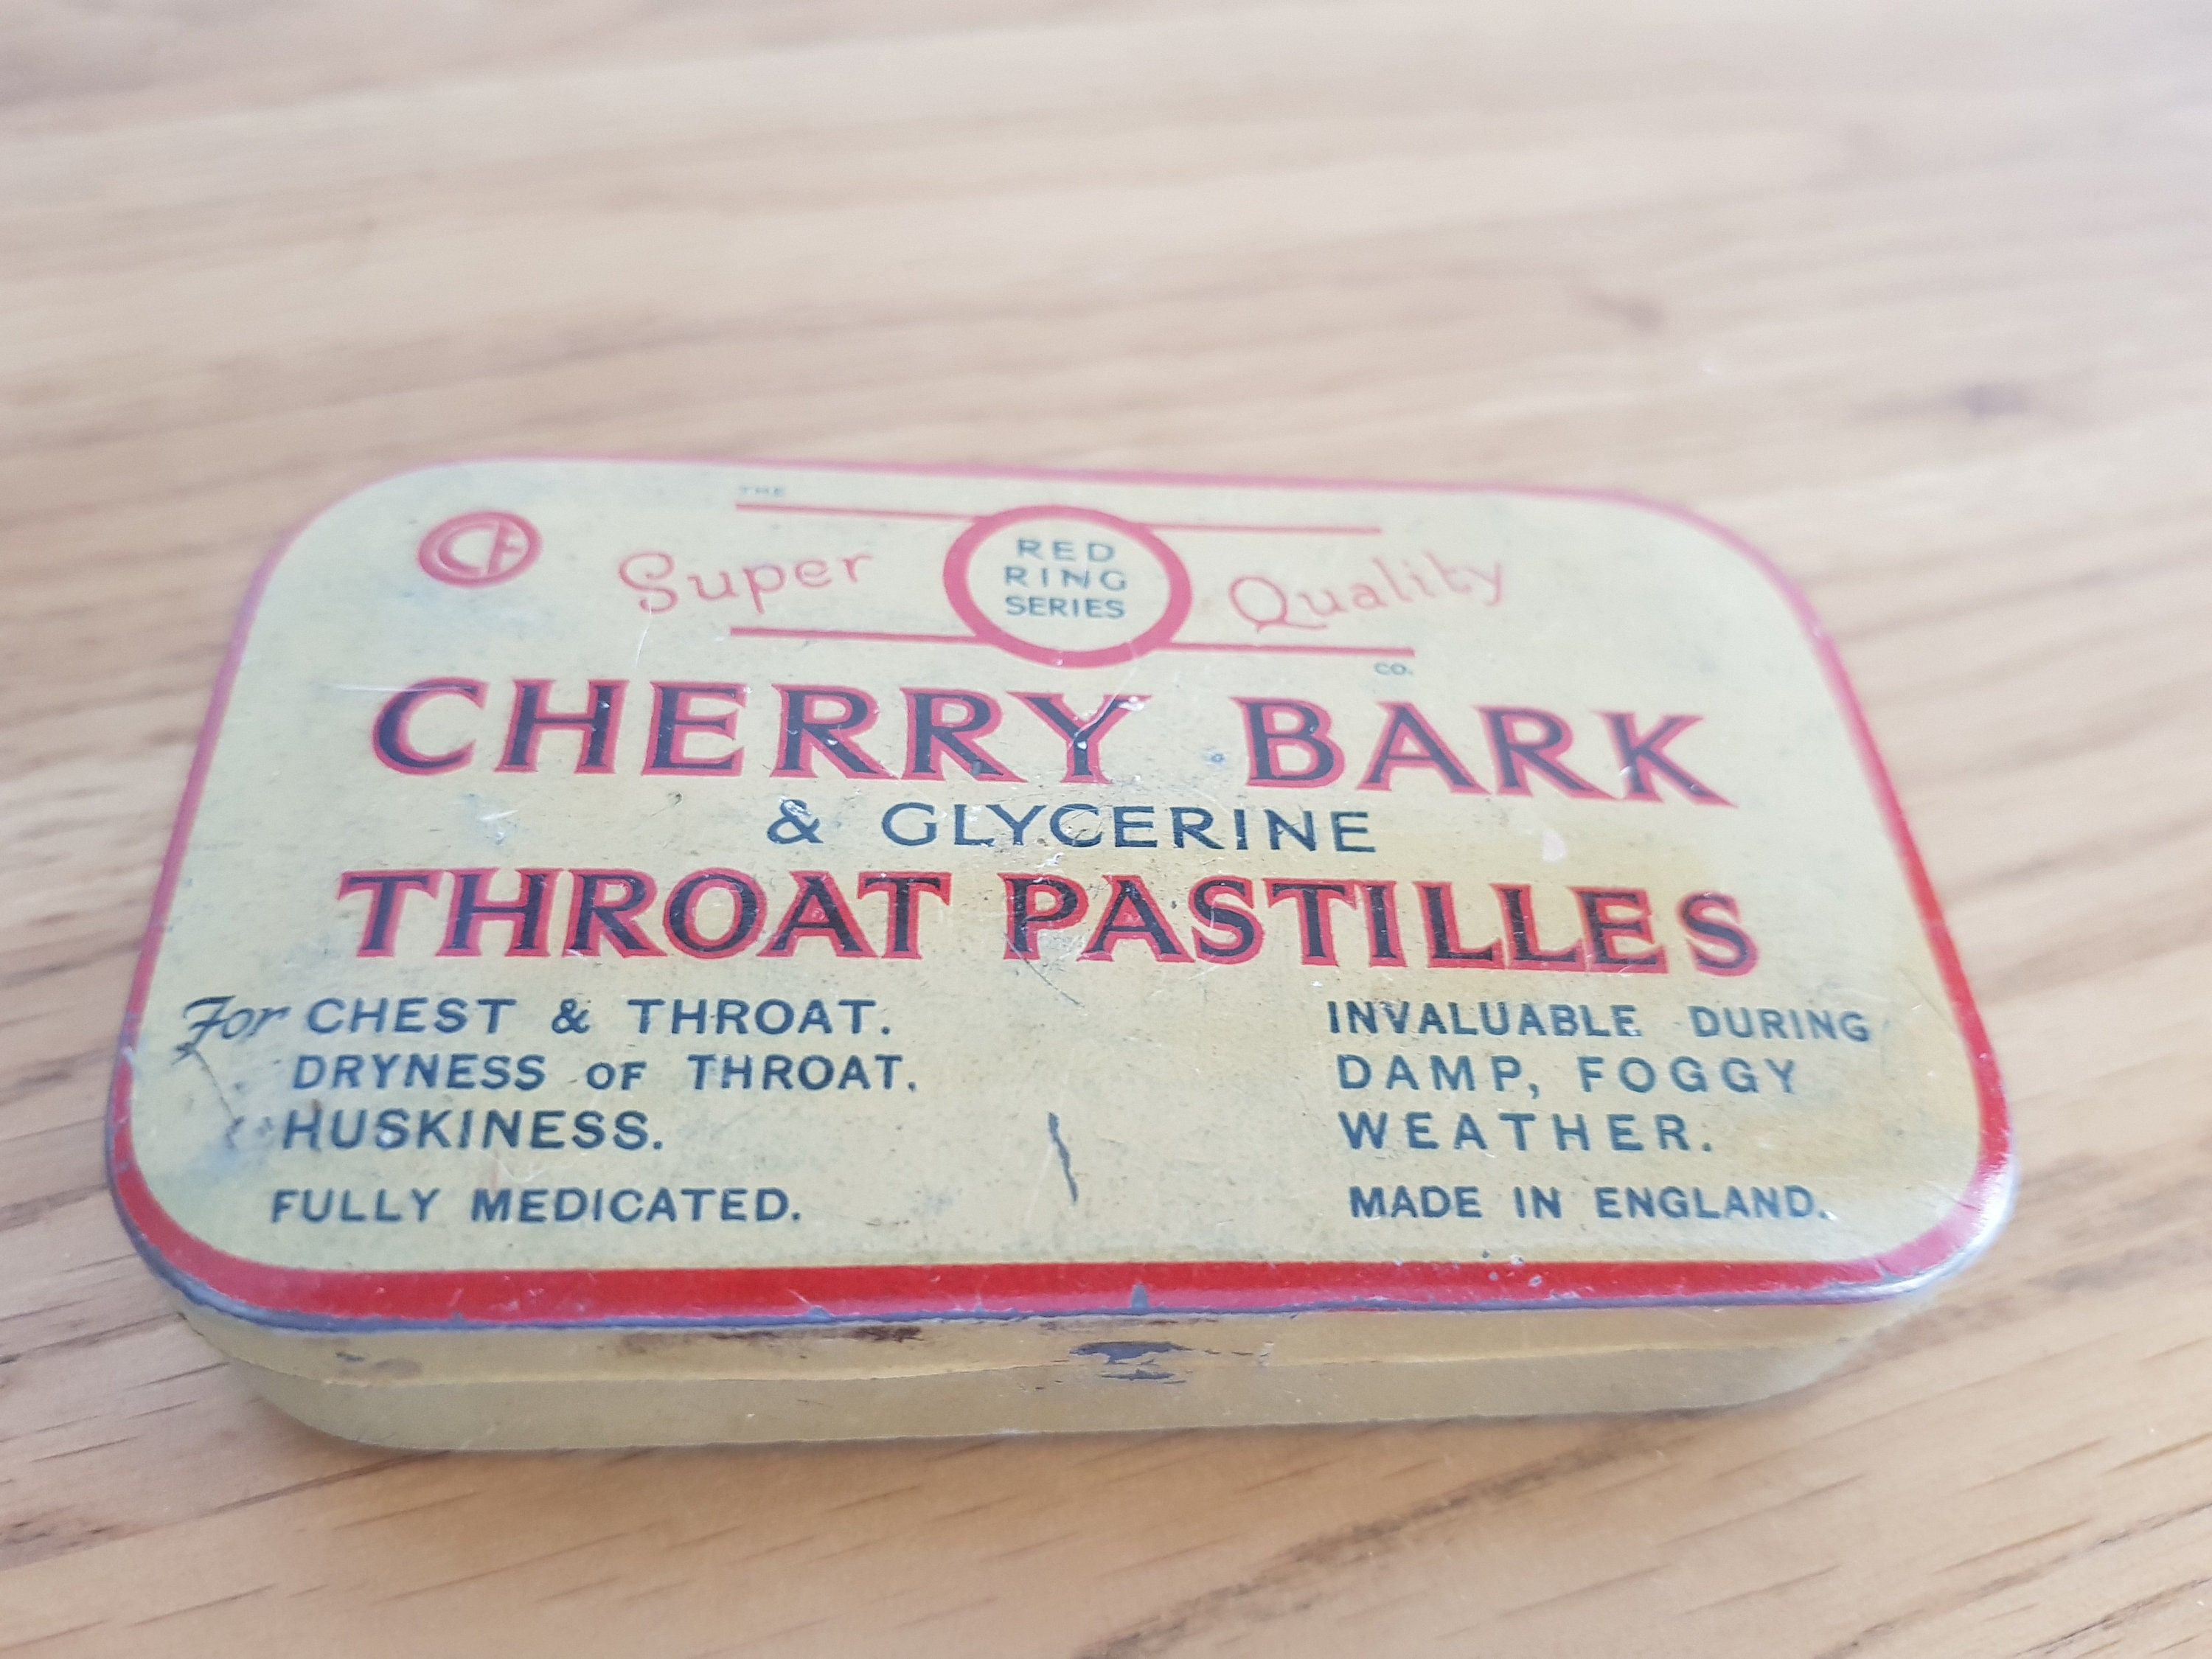 THE
CF
Super RED RING SERIES Quality
CO.
CHERRY BARK
& GLYCERINE
THROAT PASTILLES
For CHEST & THROAT.
DRYNESS OF THROAT.
HUSKINESS.
FULLY MEDICATED.
INVALUABLE DURING
DAMP, FOGGY
WEATHER.
MADE IN ENGLAND.